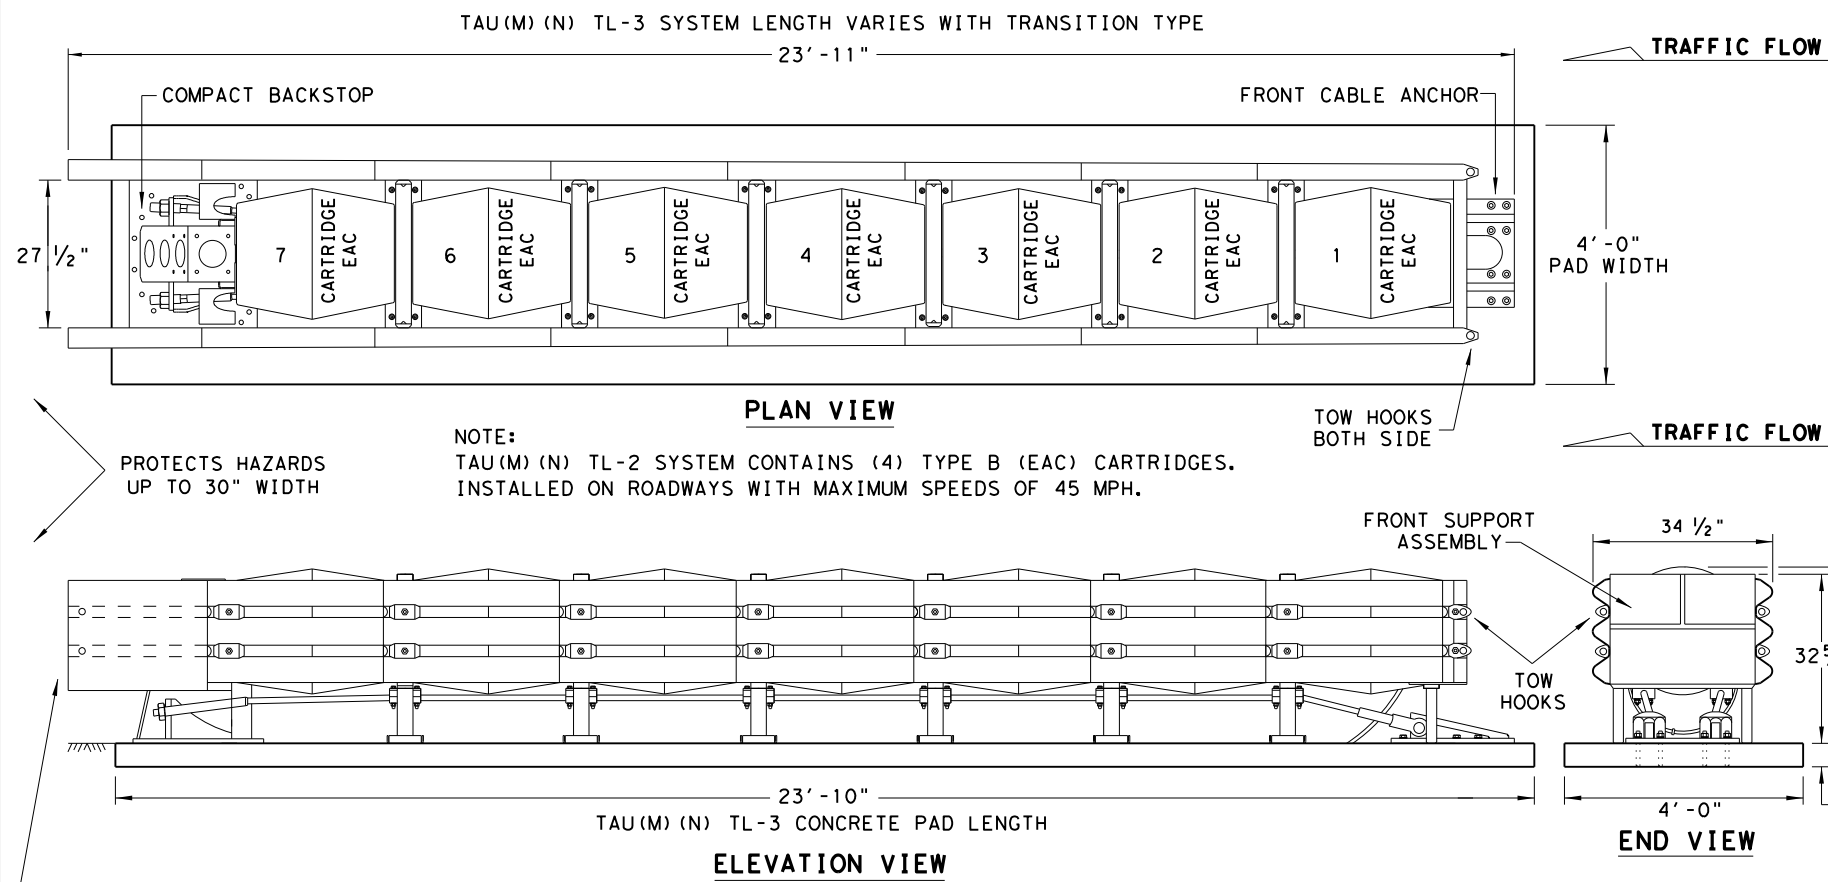 TAU(M)(N) TL-3 SYSTEM LENGTH VARIES WITH TRANSITION TYPE
23'-11"
TRAFFIC FLOW
COMPACT BACKSTOP
FRONT CABLE ANCHOR
27 ½"
7
CARTRIDGE
EAC
6
CARTRIDGE
EAC
5
CARTRIDGE
EAC
4
CARTRIDGE
EAC
3
CARTRIDGE
EAC
2
CARTRIDGE
EAC
1
CARTRIDGE
EAC
4'-0"
PAD WIDTH
PLAN VIEW
TOW HOOKS
BOTH SIDE
TRAFFIC FLOW
PROTECTS HAZARDS
UP TO 30" WIDTH
NOTE:
TAU(M)(N) TL-2 SYSTEM CONTAINS (4) TYPE B (EAC) CARTRIDGES.
INSTALLED ON ROADWAYS WITH MAXIMUM SPEEDS OF 45 MPH.
FRONT SUPPORT
ASSEMBLY
34 ½"
32
TOW
HOOKS
23'-10"
TAU(M)(N) TL-3 CONCRETE PAD LENGTH
ELEVATION VIEW
4'-0"
END VIEW